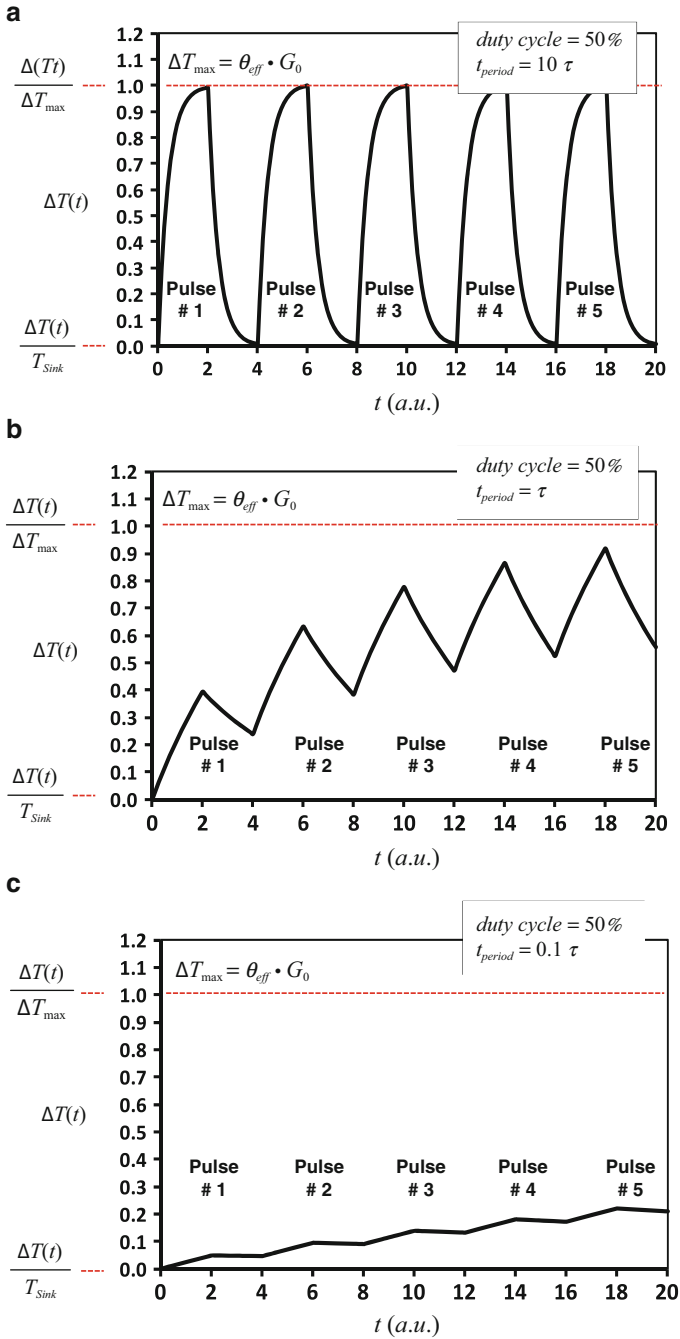 a
1.2
1.1
1.0
0.9
0.8
0.7
0.6
0.5
0.4
0.3
0.2
0.1
0.0
Δ(Tt)
ΔTmax
ΔT(t)
ΔT(t)
TSink
ΔTmax = θeff • G0
duty cycle = 50%
tperiod = 10 τ
Pulse # 1
Pulse # 2
Pulse # 3
Pulse # 4
Pulse # 5
0 2 4 6 8 10 12 14 16 18 20
t (a.u.)
b
1.2
1.1
1.0
0.9
0.8
0.7
0.6
0.5
0.4
0.3
0.2
0.1
0.0
ΔT(t)
ΔTmax
ΔT(t)
ΔT(t)
TSink
ΔTmax = θeff • G0
duty cycle = 50%
tperiod = τ
Pulse # 1
Pulse # 2
Pulse # 3
Pulse # 4
Pulse # 5
0 2 4 6 8 10 12 14 16 18 20
t (a.u.)
c
1.2
1.1
1.0
0.9
0.8
0.7
0.6
0.5
0.4
0.3
0.2
0.1
0.0
ΔT(t)
ΔTmax
ΔT(t)
ΔT(t)
TSink
ΔTmax = θeff • G0
duty cycle = 50%
tperiod = 0.1 τ
Pulse # 1
Pulse # 2
Pulse # 3
Pulse # 4
Pulse # 5
0 2 4 6 8 10 12 14 16 18 20
t (a.u.)